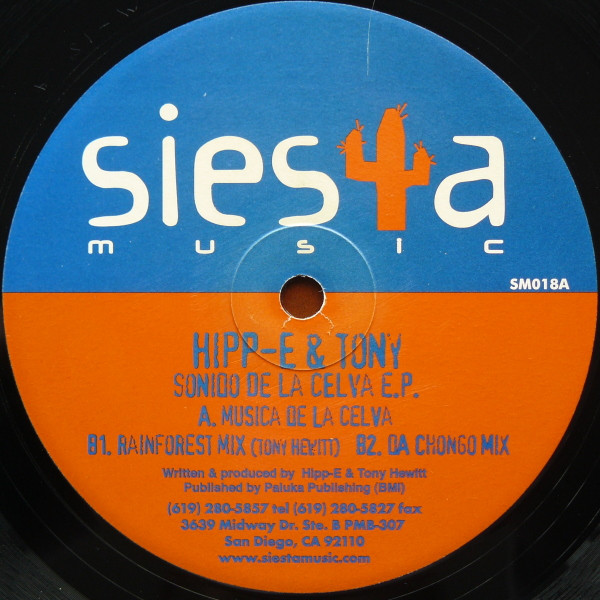 siesta
music
SM018A
HIPP-E & TONY
SONIDO DE LA CELVA E.P.
A. MUSICA DE LA CELVA
B1. RAINFOREST MIX (TONY HEWITT) B2. DA CHONGO MIX
Written & produced by Hipp-E & Tony Hewitt
Published by Paluka Publishing (BMI)
(619) 280-5857 tel (619) 280-5827 fax
3639 Midway Dr. Ste. B PMB-307
San Diego, CA 92110
www.siestamusic.com